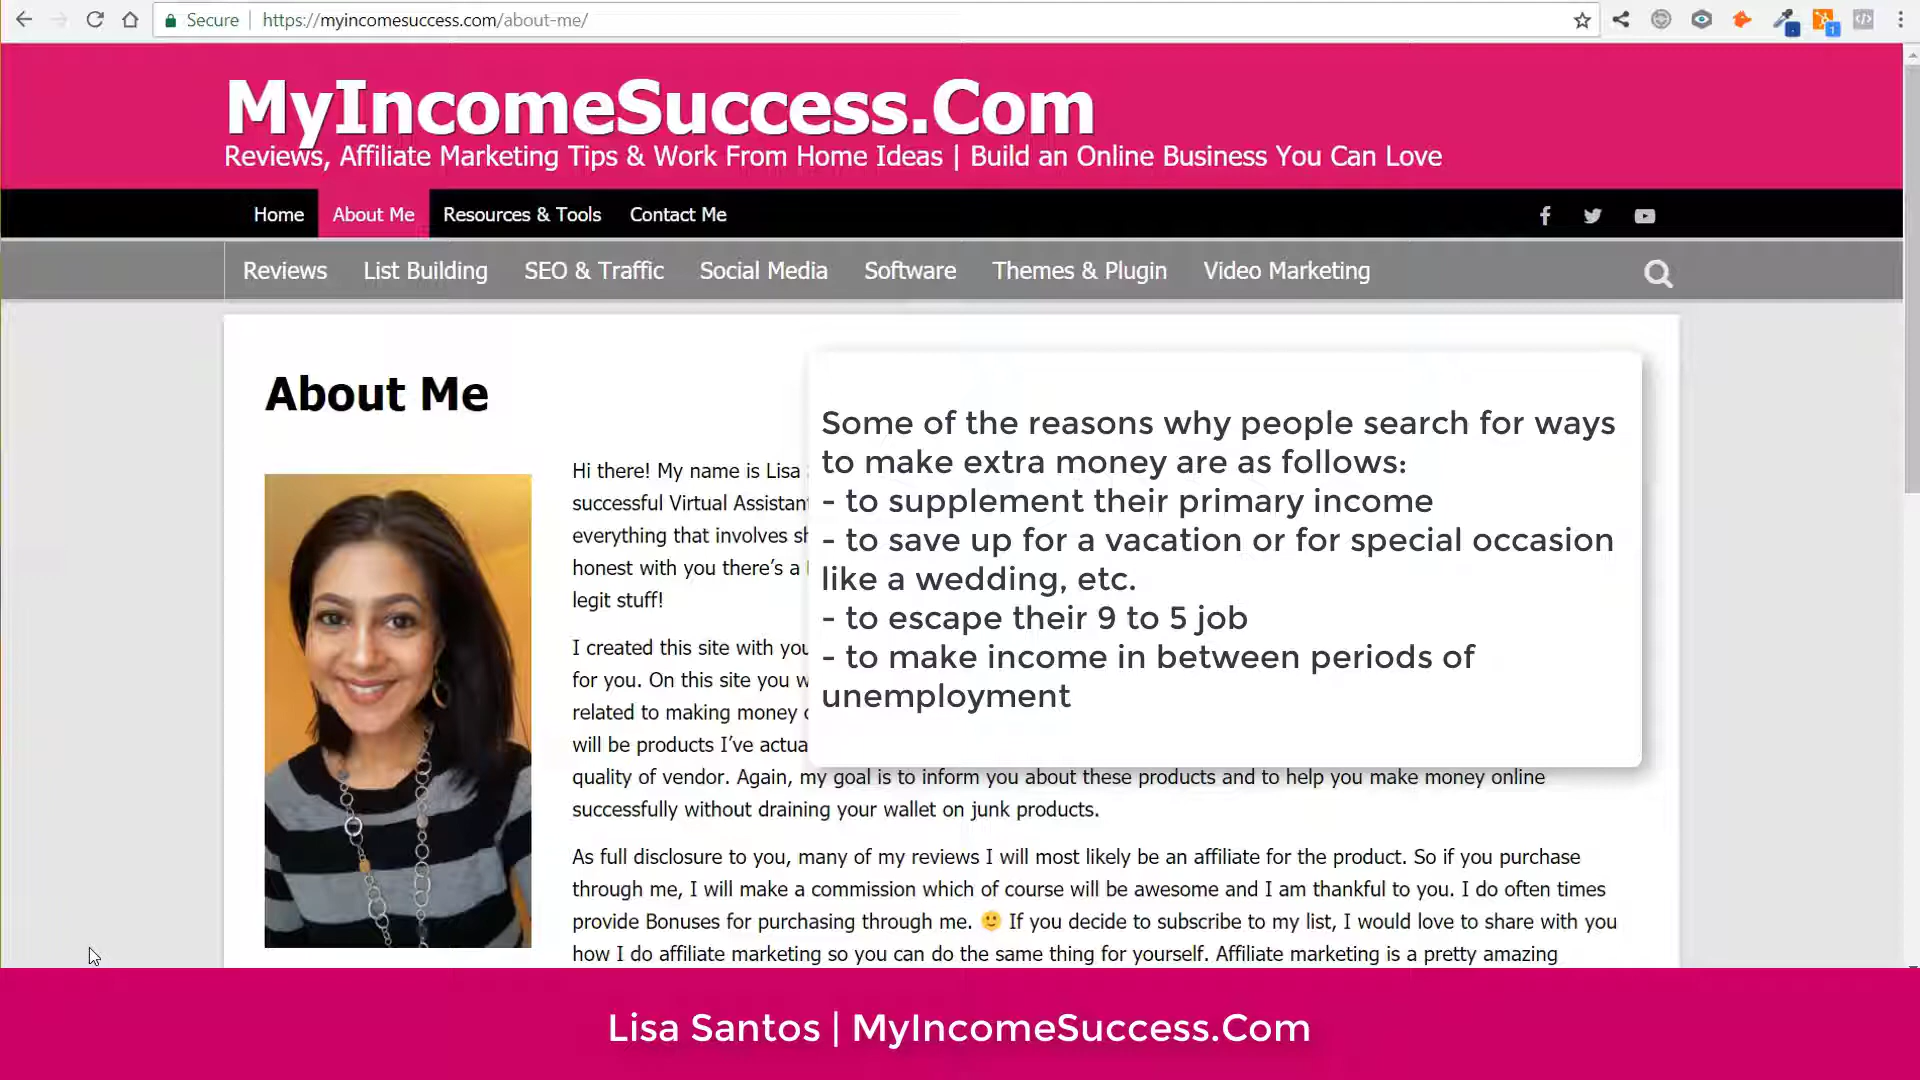 Secure
https://myincomesuccess.com/about-me/
1
MyIncomeSuccess.Com
Reviews, Affiliate Marketing Tips & Work From Home Ideas | Build an Online Business You Can Love
Home About Me Resources & Tools Contact Me
Reviews List Building SEO & Traffic Social Media Software Themes & Plugin Video Marketing
About Me
Some of the reasons why people search for ways
to make extra money are as follows:
- to supplement their primary income
- to save up for a vacation or for special occasion
like a wedding, etc.
- to escape their 9 to 5 job
- to make income in between periods of
unemployment
Hi there! My name is Lisa
successful Virtual Assistant
everything that involves sh
honest with you there's a
legit stuff!
I created this site with you
for you. On this site you w
related to making money
will be products I've actua
quality of vendor. Again, my goal is to inform you about these products and to help you make money online
successfully without draining your wallet on junk products.
As full disclosure to you, many of my reviews I will most likely be an affiliate for the product. So if you purchase
through me, I will make a commission which of course will be awesome and I am thankful to you. I do often times
provide Bonuses for purchasing through me. 🙂 If you decide to subscribe to my list, I would love to share with you
how I do affiliate marketing so you can do the same thing for yourself. Affiliate marketing is a pretty amazing
Lisa Santos | MyIncomeSuccess.Com